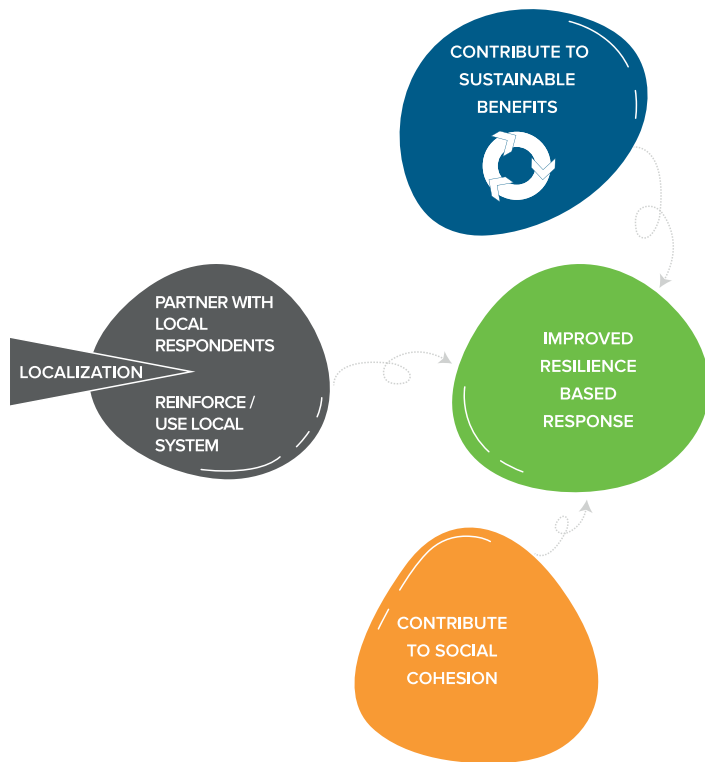 CONTRIBUTE TO
SUSTAINABLE
BENEFITS
PARTNER WITH
LOCAL
RESPONDENTS
LOCALIZATION
REINFORCE /
USE LOCAL
SYSTEM
IMPROVED
RESILIENCE
BASED
RESPONSE
CONTRIBUTE
TO SOCIAL
COHESION